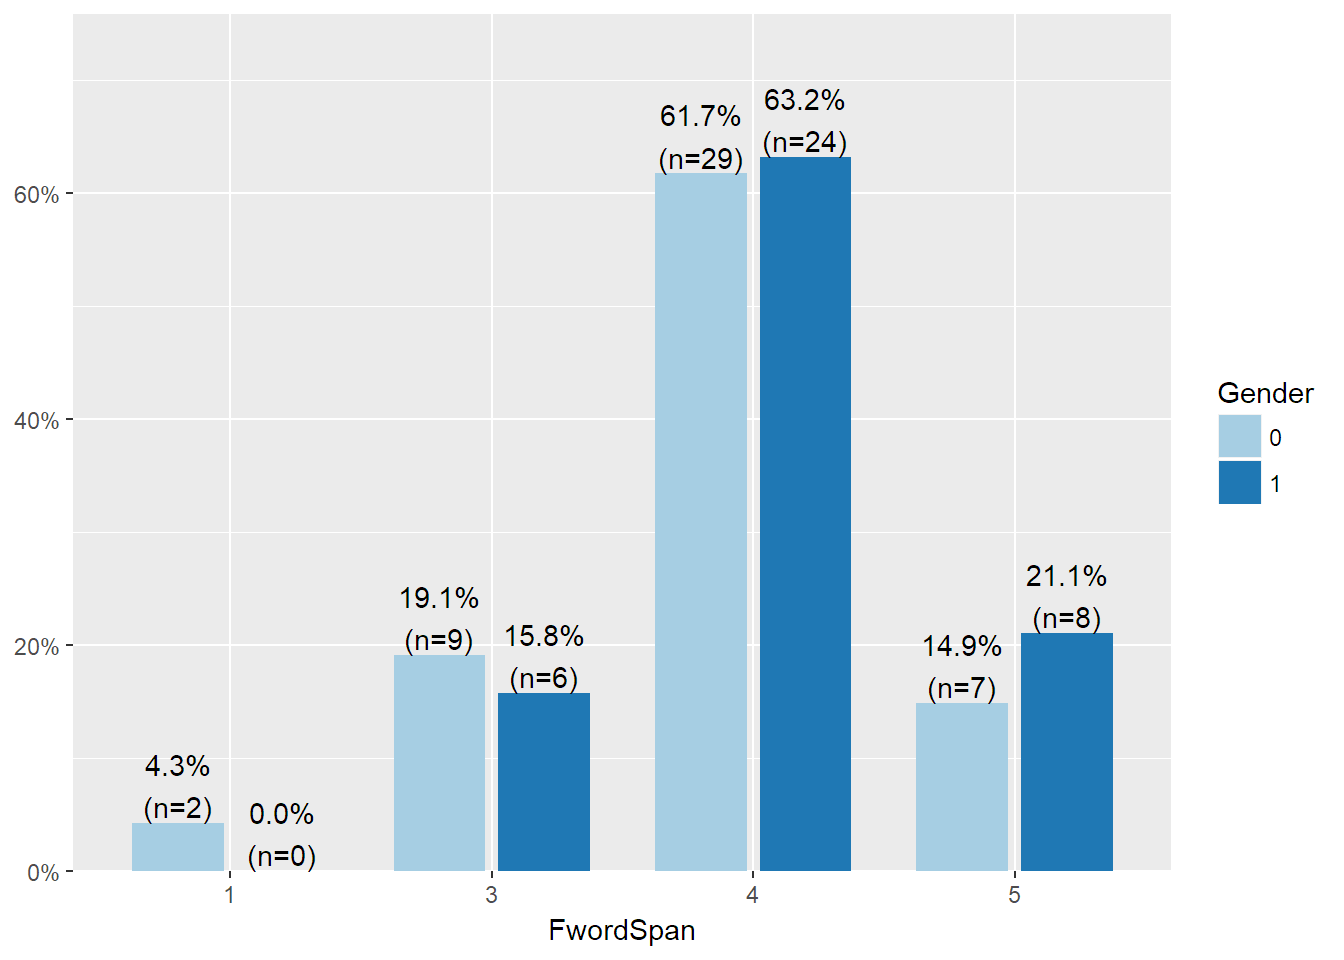 63.2%
(n=24)
61.7%
(n=29)
60%
40%
21.1%
(n=8)
20%
19.1%
(n=9)
15.8%
(n=6)
14.9%
(n=7)
4.3%
(n=2)
0.0%
(n=0)
0%
1
3
4
5
FwordSpan
Gender
0
1